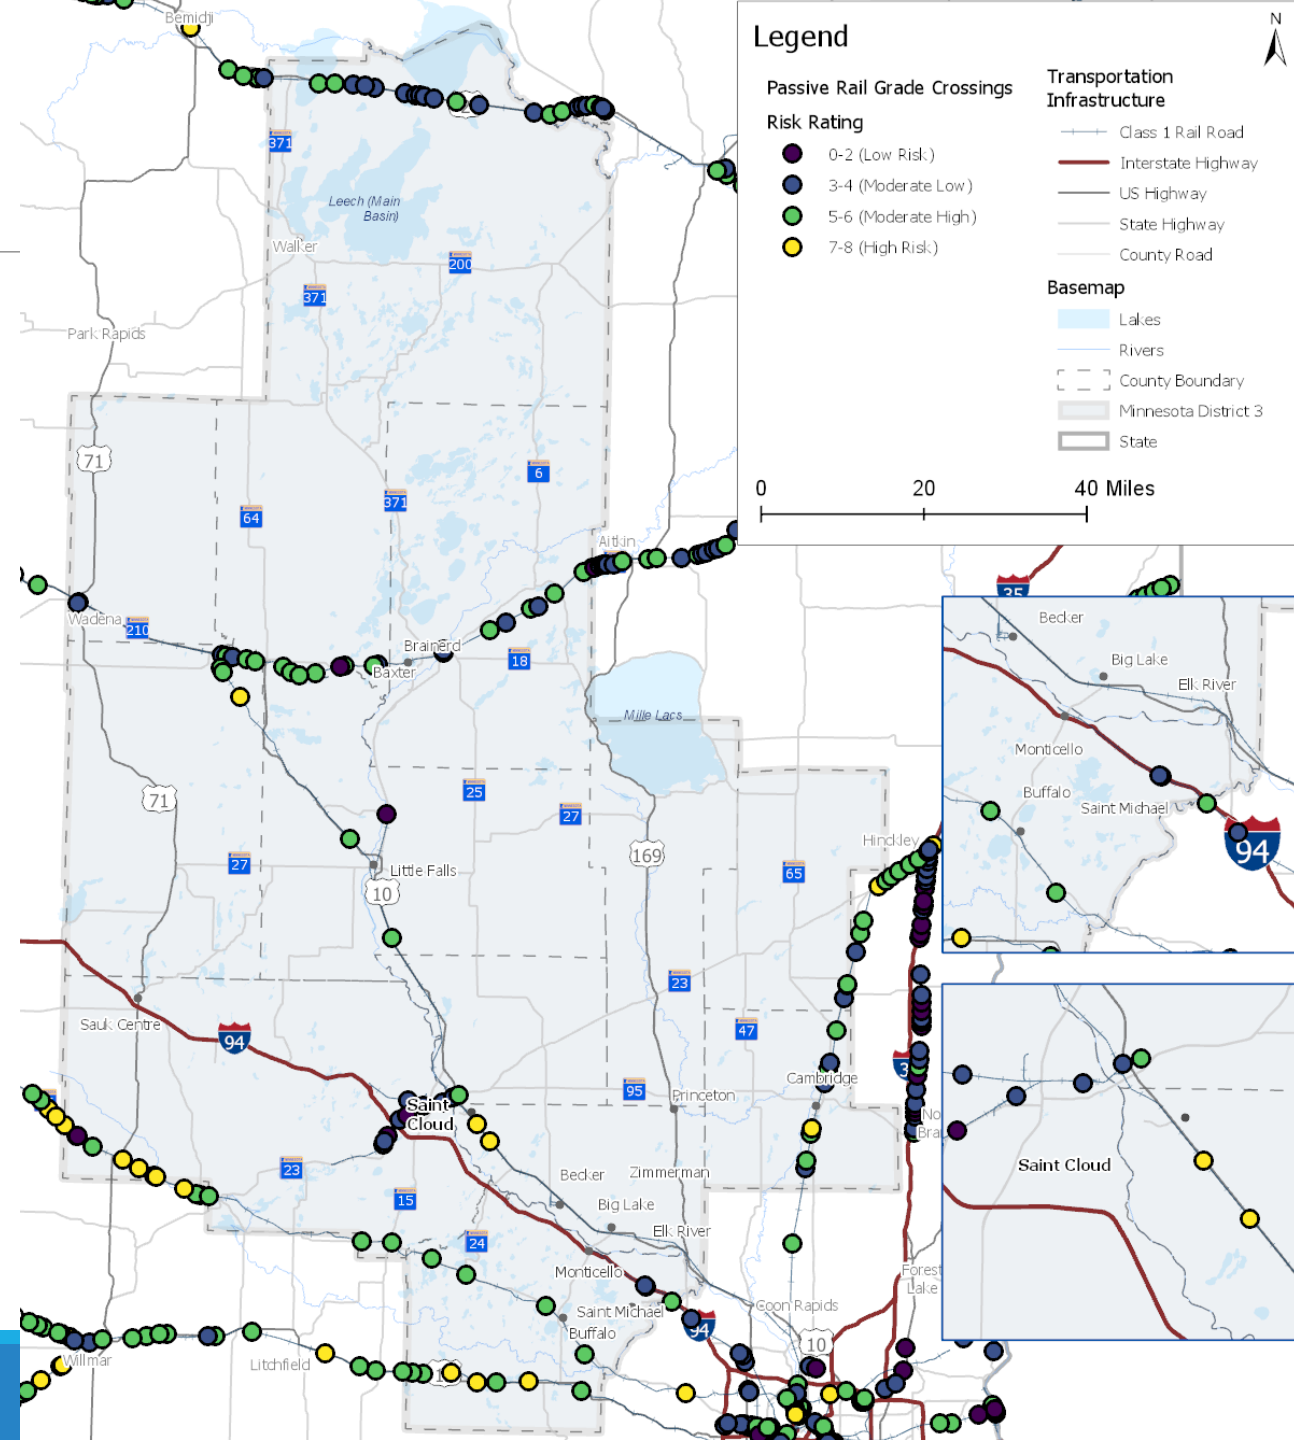 Legend
Passive Rail Grade Crossings
Risk Rating
0-2 (Low Risk)
3-4 (Moderate Low)
5-6 (Moderate High)
7-8 (High Risk)
Transportation
Infrastructure
Class 1 Rail Road
Interstate Highway
US Highway
State Highway
County Road
Basemap
Lakes
Rivers
County Boundary
Minnesota District 3
State
N
0 20 40 Miles
Bemidji
371
Leech (Main
Basin)
Walker
200
371
Park Rapids
71
6
371
64
Aitkin
35
Wadena
210
Brainerd
18
Baxter
Mille Lacs
71
25
27
Hinckley
169
65
27
Little Falls
10
23
Sauk Centre
47
94
Cambridge
95
Princeton
Saint
Cloud
23
15
Becker
Zimmerman
Big Lake
24
Elk River
Monticello
Forest
Lake
Saint Michael
Coon Rapids
94
Buffalo
10
Willmar
Litchfield
Becker
Big Lake
Elk River
Monticello
Buffalo
Saint Michael
94
Saint Cloud